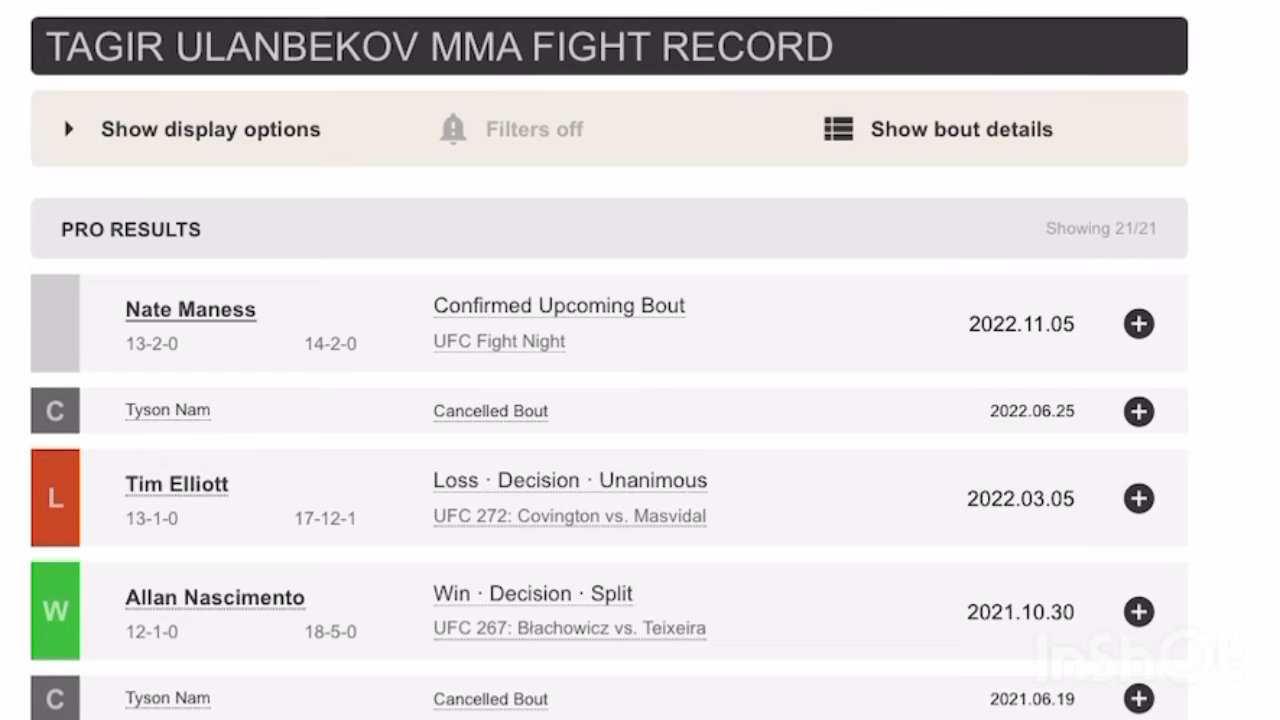 TAGIR ULANBEKOV MMA FIGHT RECORD
Show display options
Filters off
Show bout details
PRO RESULTS
Showing 21/21
Nate Maness
13-2-0
14-2-0
Confirmed Upcoming Bout
UFC Fight Night
2022.11.05
C
Tyson Nam
Cancelled Bout
2022.06.25
L
Tim Elliott
13-1-0
17-12-1
Loss · Decision · Unanimous
UFC 272: Covington vs. Masvidal
2022.03.05
W
Allan Nascimento
12-1-0
18-5-0
Win · Decision · Split
UFC 267: Błachowicz vs. Teixeira
2021.10.30
C
Tyson Nam
Cancelled Bout
2021.06.19
InShOt